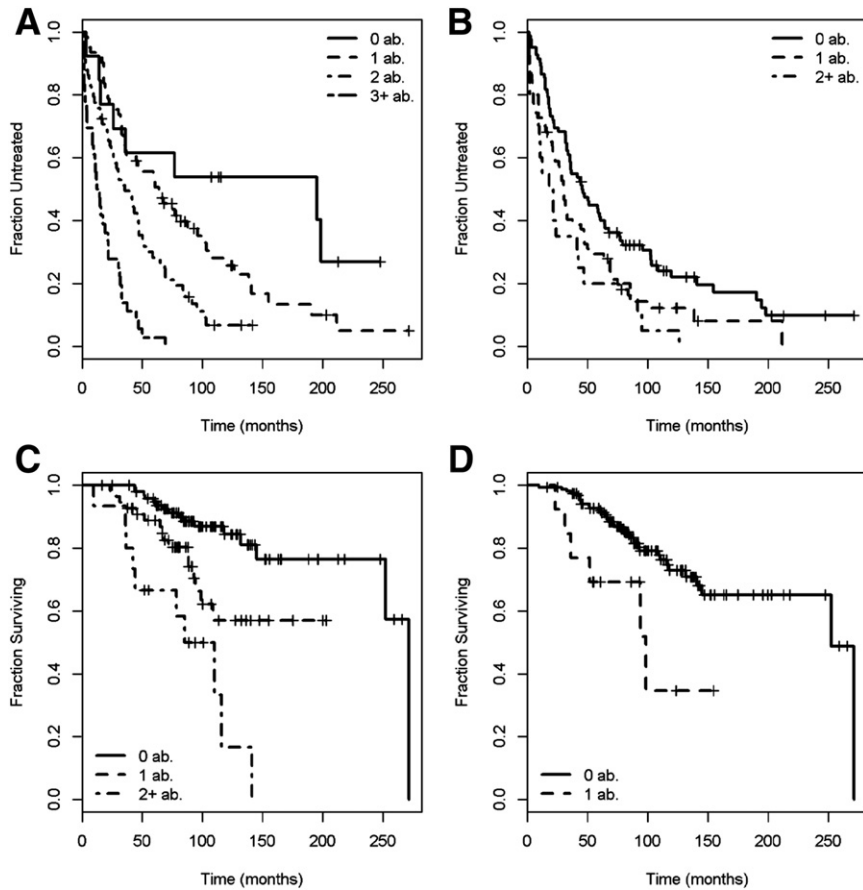 A
1.0
0.8
0.6
0.4
0.2
0.0
Fraction Untreated
0 ab.
1 ab.
2 ab.
3+ ab.
0 50 100 150 200 250
Time (months)
B
1.0
0.8
0.6
0.4
0.2
0.0
Fraction Untreated
0 ab.
1 ab.
2+ ab.
0 50 100 150 200 250
Time (months)
C
1.0
0.8
0.6
0.4
0.2
0.0
Fraction Surviving
0 ab.
1 ab.
2+ ab.
0 50 100 150 200 250
Time (months)
D
1.0
0.8
0.6
0.4
0.2
0.0
Fraction Surviving
0 ab.
1 ab.
0 50 100 150 200 250
Time (months)